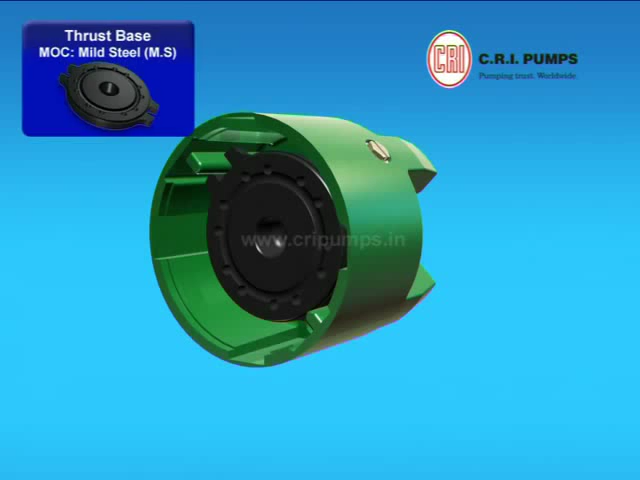 Thrust Base
MOC: Mild Steel (M.S)
CRI
C.R.I. PUMPS
Pumping trust. Worldwide.
www.cripumps.in